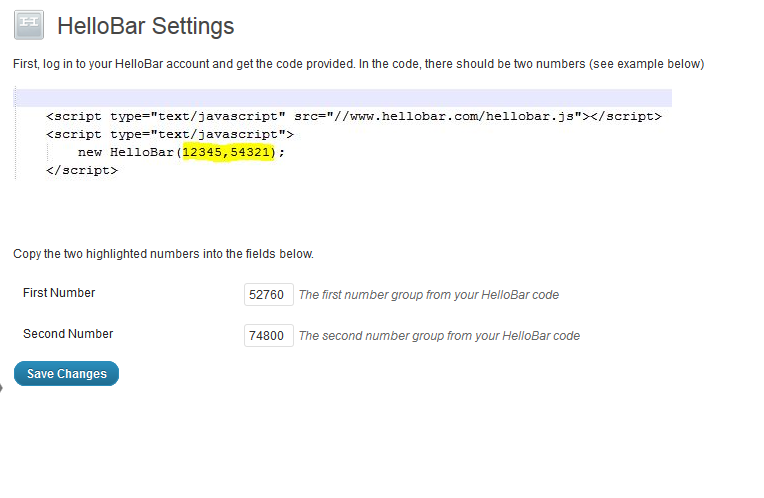 HelloBar Settings
First, log in to your HelloBar account and get the code provided. In the code, there should be two numbers (see example below)
<script type="text/javascript" src="//www.hellobar.com/hellobar.js"></script>
<script type="text/javascript">
new HelloBar(12345,54321);
</script>
Copy the two highlighted numbers into the fields below.
First Number 52760 The first number group from your HelloBar code
Second Number 74800 The second number group from your HelloBar code
Save Changes